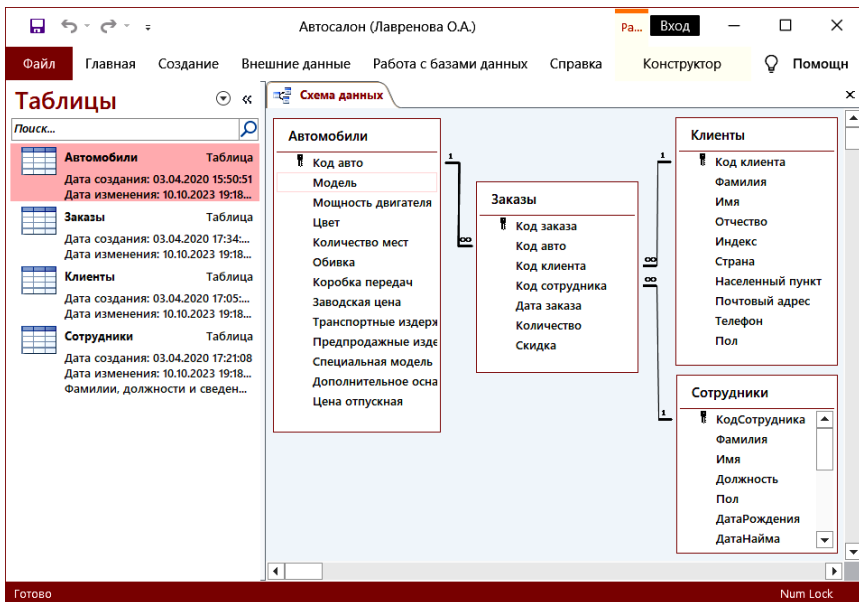 Автосалон (Лавренова О.А.)
Ра...
Вход
Файл Главная Создание Внешние данные Работа с базами данных Справка Конструктор Помощн
Таблицы
Поиск...
Автомобили Таблица
Дата создания: 03.04.2020 15:50:51
Дата изменения: 10.10.2023 19:18...
Заказы Таблица
Дата создания: 03.04.2020 17:34:...
Дата изменения: 10.10.2023 19:18...
Клиенты Таблица
Дата создания: 03.04.2020 17:05:...
Дата изменения: 10.10.2023 19:18...
Сотрудники Таблица
Дата создания: 03.04.2020 17:21:08
Дата изменения: 10.10.2023 19:18...
Фамилии, должности и сведен...
Схема данных
Автомобили
Код авто
Модель
Мощность двигателя
Цвет
Количество мест
Обивка
Коробка передач
Заводская цена
Транспортные издерж
Предпродажные изде
Специальная модель
Дополнительное осна
Цена отпускная
1
∞
Заказы
Код заказа
Код авто
Код клиента
Код сотрудника
Дата заказа
Количество
Скидка
1
∞
∞
1
Клиенты
Код клиента
Фамилия
Имя
Отчество
Индекс
Страна
Населенный пункт
Почтовый адрес
Телефон
Пол
Сотрудники
КодСотрудника
Фамилия
Имя
Должность
Пол
ДатаРождения
ДатаНайма
Готово
Num Lock